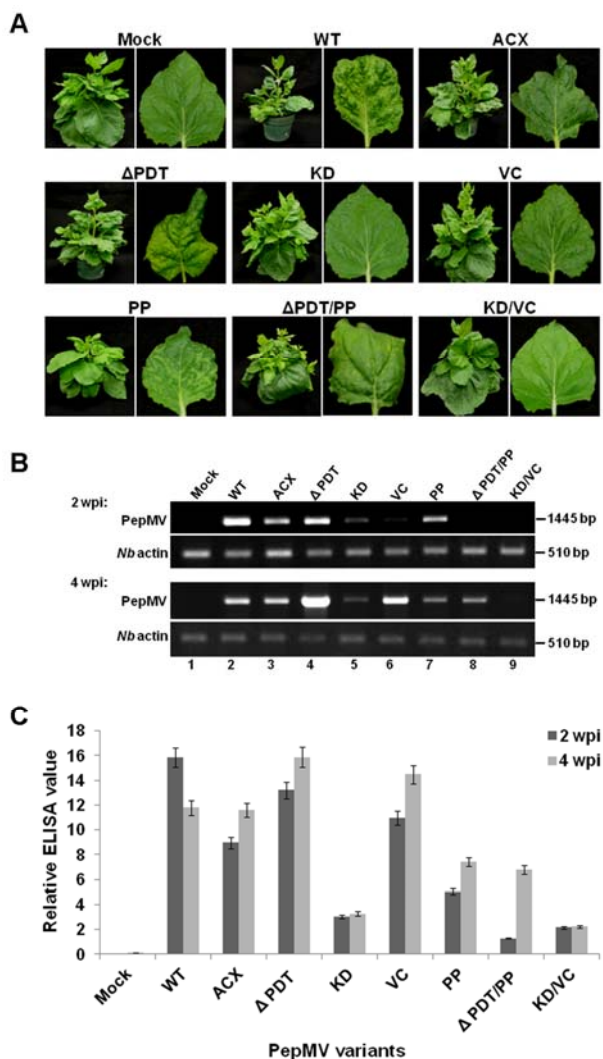 A
Mock WT ACX
ΔPDT KD VC
PP ΔPDT/PP KD/VC
B
Mock WT ACX Δ PDT KD VC PP Δ PDT/PP KD/VC
2 wpi:
PepMV 1445 bp
Nb actin 510 bp
4 wpi:
PepMV 1445 bp
Nb actin 510 bp
1 2 3 4 5 6 7 8 9
C
18
16
14
12
10
8
6
4
2
0
Relative ELISA value
2 wpi
4 wpi
Mock WT ACX Δ PDT KD VC PP Δ PDT/PP KD/VC
PepMV variants